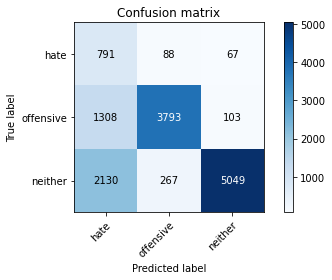 Confusion matrix
hate 791 88 67
offensive 1308 3793 103
neither 2130 267 5049
hate offensive neither
True label
Predicted label
5000
4000
3000
2000
1000